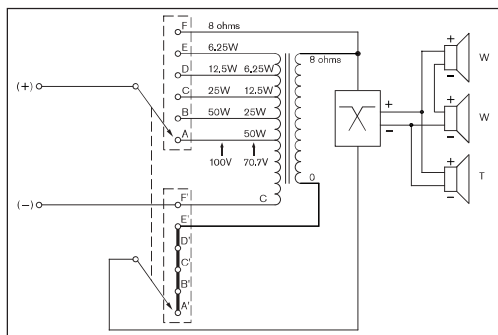 F 8 ohms
E 6.25W 8 ohms
D 12.5W 6.25W
(+) C 25W 12.5W
B 50W 25W
A 50W
100V 70.7V
C 0
+ -
+ - W
+ - W
+ - T
(-) F'
E'
D'
C'
B'
A'